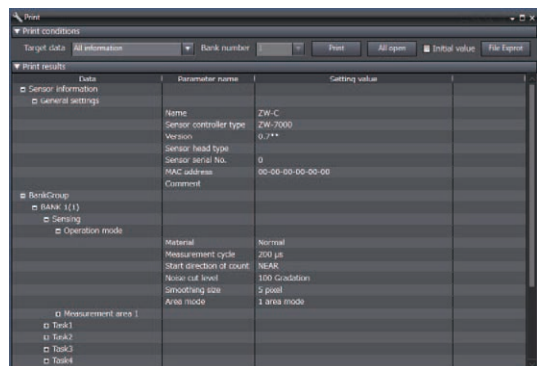 Print
Print conditions
Target data All information Bank number 1 Print All open Initial value File Exprot
Print results
Data Parameter name Setting value
Sensor information
General settings
Name ZW-C
Sensor controller type ZW-7000
Version 0.7**
Sensor head type
Sensor serial No. 0
MAC address 00-00-00-00-00-00
Comment
BankGroup
BANK 1(1)
Sensing
Operation mode
Material Normal
Measurement cycle 200 μs
Start direction of count NEAR
Noise cut level 100 Gradation
Smoothing size 5 pixel
Area mode 1 area mode
Measurement area 1
Task1
Task2
Task3
Task4